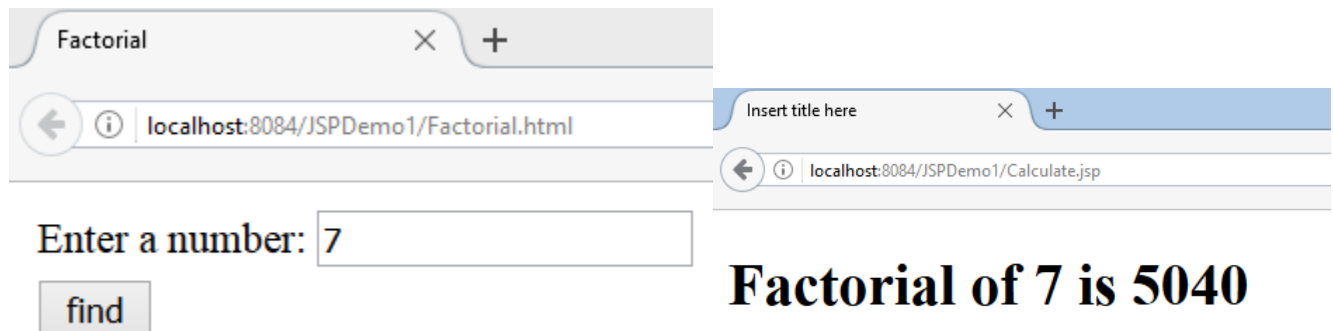 Factorial
localhost:8084/JSPDemo1/Factorial.html
Enter a number: 7
find
Insert title here
localhost:8084/JSPDemo1/Calculate.jsp
Factorial of 7 is 5040